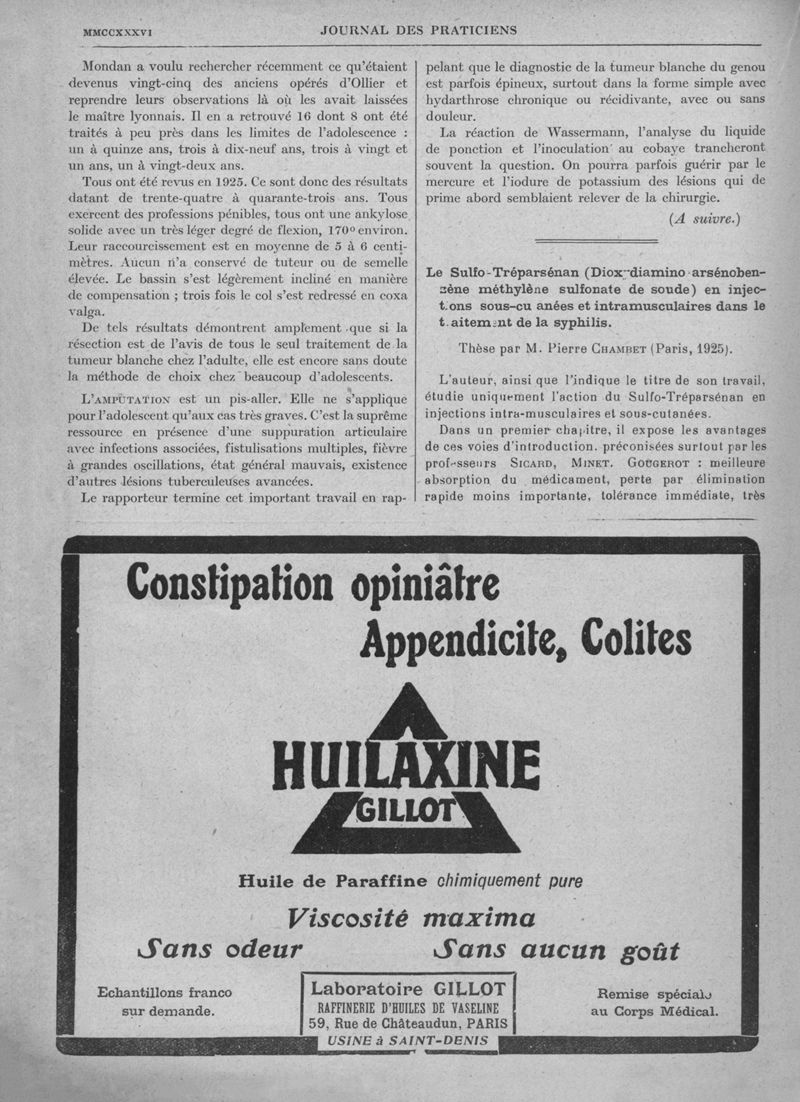 MMCCXXXVI
JOURNAL DES PRATICIENS
Mondan a voulu rechercher récemment ce qu'étaient
devenus vingt-cinq des anciens opérés d'Ollier et
reprendre leurs observations là où les avait laissées
le maître lyonnais. Il en a retrouvé 16 dont 8 ont été
traités à peu près dans les limites de l'adolescence :
un à quinze ans, trois à dix-neuf ans, trois à vingt et
un ans, un à vingt-deux ans.
Tous ont été revus en 1925. Ce sont donc des résultats
datant de trente-quatre à quarante-trois ans. Tous
exercent des professions pénibles, tous ont une ankylose
solide avec un très léger degré de flexion, 170° environ.
Leur raccourcissement est en moyenne de 5 à 6 centi-
mètres. Aucun n'a conservé de tuteur ou de semelle
élevée. Le bassin s'est légèrement incliné en manière
de compensation ; trois fois le col s'est redressé en coxa
valga.
De tels résultats démontrent amplement que si la
résection est de l'avis de tous le seul traitement de la
tumeur blanche chez l'adulte, elle est encore sans doute
la méthode de choix chez beaucoup d'adolescents.
L'AMPUTATION est un pis-aller. Elle ne s'applique
pour l'adolescent qu'aux cas très graves. C'est la suprême
ressource en présence d'une suppuration articulaire
avec infections associées, fistulisations multiples, fièvre
à grandes oscillations, état général mauvais, existence
d'autres lésions tuberculeuses avancées.
Le rapporteur termine cet important travail en rap-
pelant que le diagnostic de la tumeur blanche du genou
est parfois épineux, surtout dans la forme simple avec
hydarthrose chronique ou récidivante, avec ou sans
douleur.
La réaction de Wassermann, l'analyse du liquide
de ponction et l'inoculation au cobaye trancheront
souvent la question. On pourra parfois guérir par le
mercure et l'iodure de potassium des lésions qui de
prime abord semblaient relever de la chirurgie.
(A suivre.)
Le Sulfo-Tréparsénan (Diox-diamino arsénoben-
zène méthylène sulfonate de soude) en injec-
t.ons sous-cu anées et intramusculaires dans le
t.aitement de la syphilis.
Thèse par M. Pierre CHAMBET (Paris, 1925).
L'auteur, ainsi que l'indique le titre de son travail,
étudie uniquement l'action du Sulfo-Tréparsénan en
injections intra-musculaires et sous-cutanées.
Dans un premier chapitre, il expose les avantages
de ces voies d'introduction. préconisées surtout par les
professeurs SICARD, MINET. GOUGEROT : meilleure
absorption du médicament, perte par élimination
rapide moins importante, tolérance immédiate, très
Constipation opiniâtre
Appendicite, Colites
HUILAXINE
GILLOT
Huile de Paraffine chimiquement pure
Viscosité maxima
Sans odeur Sans aucun goût
Echantillons franco
sur demande.
Laboratoire GILLOT
RAFFINERIE D'HUILES DE VASELINE
59, Rue de Châteaudun, PARIS
USINE à SAINT-DENIS
Remise spéciale
au Corps Médical.